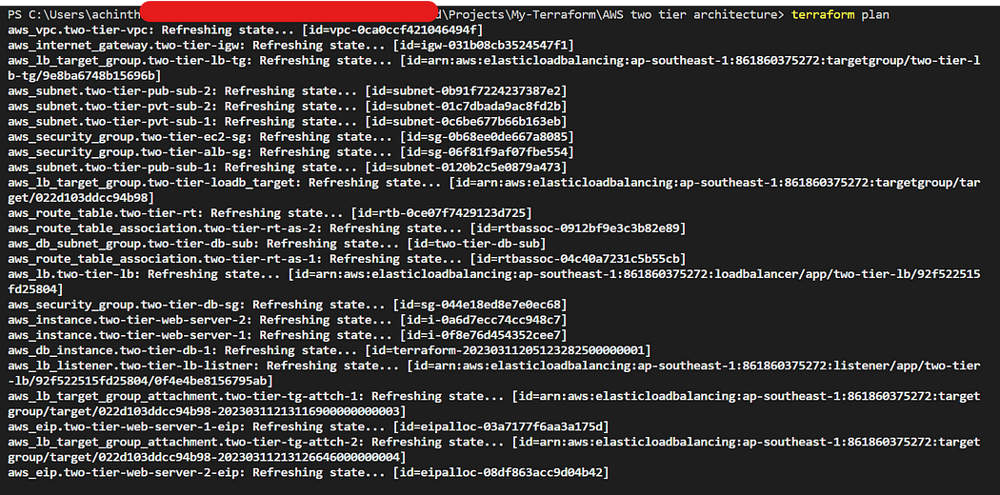 PS C:\Users\achinth d\Projects\My-Terraform\AWS two tier architecture> terraform plan
aws_vpc.two-tier-vpc: Refreshing state... [id=vpc-0ca0ccf421046494f]
aws_internet_gateway.two-tier-igw: Refreshing state... [id=igw-031b08cb3524547f1]
aws_lb_target_group.two-tier-lb-tg: Refreshing state... [id=arn:aws:elasticloadbalancing:ap-southeast-1:861860375272:targetgroup/two-tier-l
b-tg/9e8ba6748b15696b]
aws_subnet.two-tier-pub-sub-2: Refreshing state... [id=subnet-0b91f7224237387e2]
aws_subnet.two-tier-pvt-sub-2: Refreshing state... [id=subnet-01c7dbada9ac8fd2b]
aws_subnet.two-tier-pvt-sub-1: Refreshing state... [id=subnet-0c6be677b66b163eb]
aws_security_group.two-tier-ec2-sg: Refreshing state... [id=sg-0b68ee0de667a8085]
aws_security_group.two-tier-alb-sg: Refreshing state... [id=sg-06f81f9af07fbe554]
aws_subnet.two-tier-pub-sub-1: Refreshing state... [id=subnet-0120b2c5e0879a473]
aws_lb_target_group.two-tier-loadb_target: Refreshing state... [id=arn:aws:elasticloadbalancing:ap-southeast-1:861860375272:targetgroup/tar
get/022d103ddcc94b98]
aws_route_table.two-tier-rt: Refreshing state... [id=rtb-0ce07f7429123d725]
aws_route_table_association.two-tier-rt-as-2: Refreshing state... [id=rtbassoc-0912bf9e3c3b82e89]
aws_db_subnet_group.two-tier-db-sub: Refreshing state... [id=two-tier-db-sub]
aws_route_table_association.two-tier-rt-as-1: Refreshing state... [id=rtbassoc-04c40a7231c5b55cb]
aws_lb.two-tier-lb: Refreshing state... [id=arn:aws:elasticloadbalancing:ap-southeast-1:861860375272:loadbalancer/app/two-tier-lb/92f522515
fd25804]
aws_security_group.two-tier-db-sg: Refreshing state... [id=sg-044e18ed8e7e0ec68]
aws_instance.two-tier-web-server-2: Refreshing state... [id=i-0a6d7ecc74cc948c7]
aws_instance.two-tier-web-server-1: Refreshing state... [id=i-0f8e76d454352cee7]
aws_db_instance.two-tier-db-1: Refreshing state... [id=terraform-20230311205123282500000001]
aws_lb_listener.two-tier-lb-listner: Refreshing state... [id=arn:aws:elasticloadbalancing:ap-southeast-1:861860375272:listener/app/two-tier
-lb/92f522515fd25804/0f4e4be8156795ab]
aws_lb_target_group_attachment.two-tier-tg-attch-1: Refreshing state... [id=arn:aws:elasticloadbalancing:ap-southeast-1:861860375272:target
group/target/022d103ddcc94b98-20230311213116900000000003]
aws_eip.two-tier-web-server-1-eip: Refreshing state... [id=eipalloc-03a7177f6aa3a175d]
aws_lb_target_group_attachment.two-tier-tg-attch-2: Refreshing state... [id=arn:aws:elasticloadbalancing:ap-southeast-1:861860375272:target
group/target/022d103ddcc94b98-20230311213126646000000004]
aws_eip.two-tier-web-server-2-eip: Refreshing state... [id=eipalloc-08df863acc9d04b42]